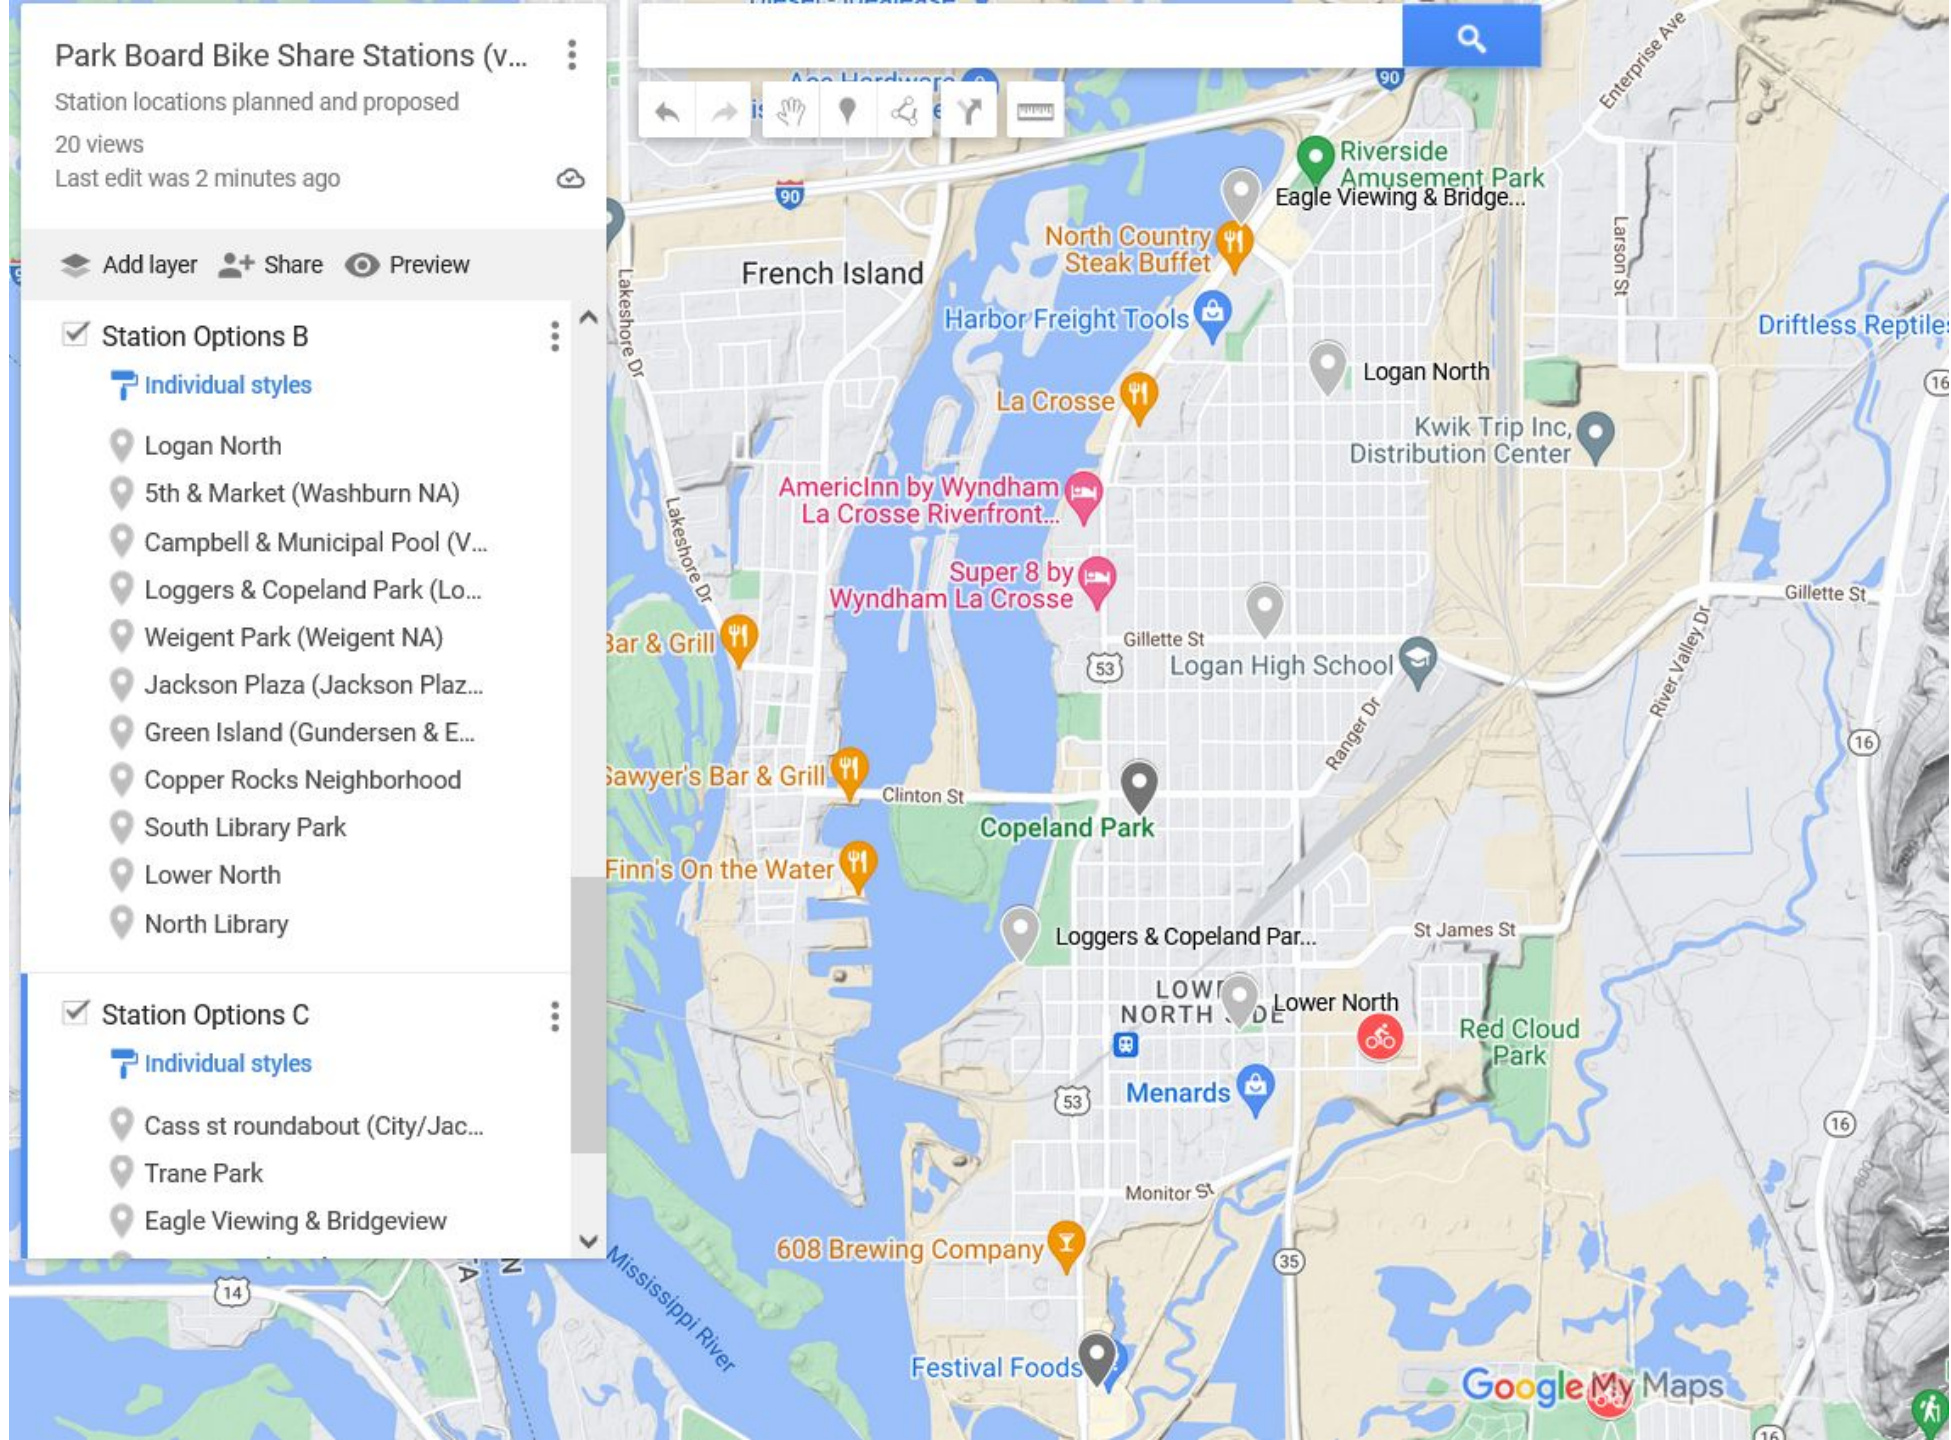 Park Board Bike Share Stations (v...
Station locations planned and proposed
20 views
Last edit was 2 minutes ago
Add layer
Share
Preview
Station Options B
Individual styles
Logan North
5th & Market (Washburn NA)
Campbell & Municipal Pool (V...
Loggers & Copeland Park (Lo...
Weigent Park (Weigent NA)
Jackson Plaza (Jackson Plaz...
Green Island (Gundersen & E...
Copper Rocks Neighborhood
South Library Park
Lower North
North Library
Station Options C
Individual styles
Cass st roundabout (City/Jac...
Trane Park
Eagle Viewing & Bridgeview
Ace Hardware
90
Enterprise Ave
Riverside
Amusement Park
Eagle Viewing & Bridge...
90
North Country
Steak Buffet
Larson St
French Island
Lakeshore Dr
Harbor Freight Tools
Driftless Reptiles
Logan North
16
La Crosse
Kwik Trip Inc,
Distribution Center
AmericInn by Wyndham
La Crosse Riverfront...
Lakeshore Dr
Super 8 by
Wyndham La Crosse
Gillette St
Bar & Grill
Gillette St
53
Logan High School
River Valley Dr
Ranger Dr
16
Sawyer's Bar & Grill
Clinton St
Copeland Park
Finn's On the Water
Loggers & Copeland Par...
St James St
Lower North
NORTH
Red Cloud
Park
Menards
53
16
Monitor St
800
608 Brewing Company
35
14
Mississippi River
Festival Foods
Google My Maps
16